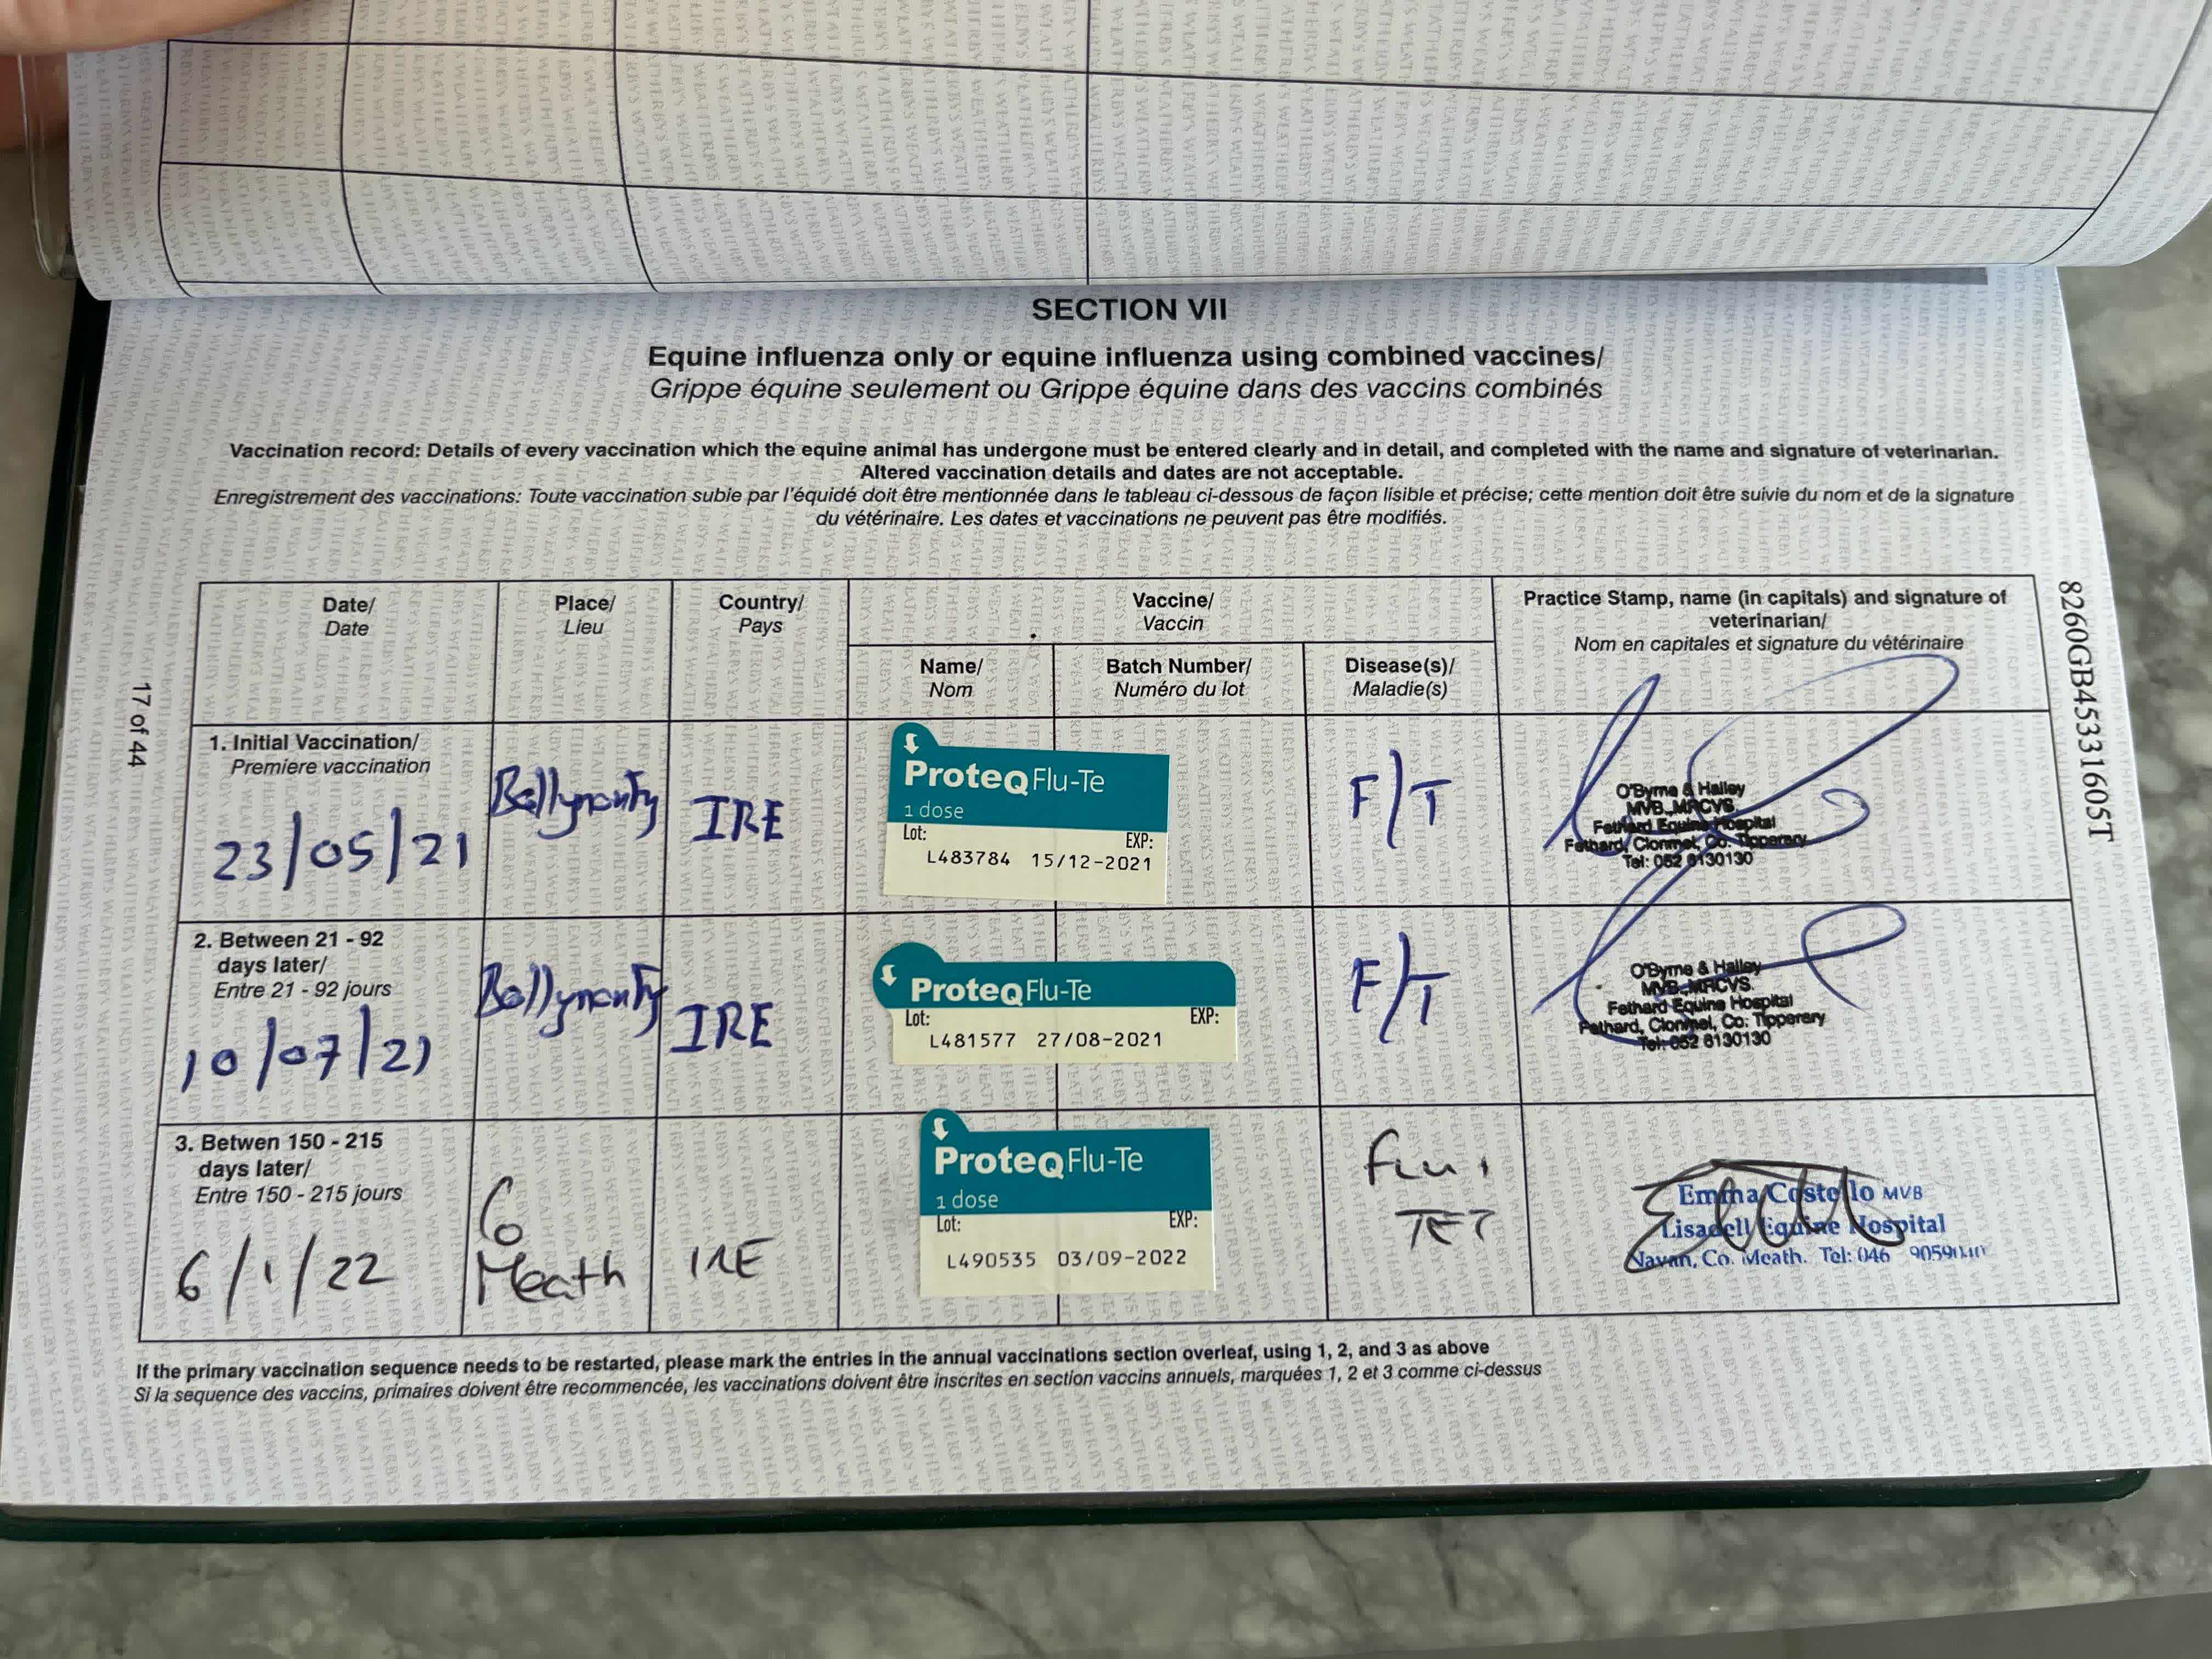 SECTION VII
Equine influenza only or equine influenza using combined vaccines/
Grippe équine seulement ou Grippe équine dans des vaccins combinés
Vaccination record: Details of every vaccination which the equine animal has undergone must be entered clearly and in detail, and completed with the name and signature of veterinarian.
Altered vaccination details and dates are not acceptable.
Enregistrement des vaccinations: Toute vaccination subie par l'équidé doit être mentionnée dans le tableau ci-dessous de façon lisible et précise; cette mention doit être suivie du nom et de la signature
du vétérinaire. Les dates et vaccinations ne peuvent pas être modifiés.
Date/
Date
Place/
Lieu
Country/
Pays
Vaccine/
Vaccin
Name/
Nom
Batch Number/
Numéro du lot
Disease(s)/
Maladie(s)
Practice Stamp, name (in capitals) and signature of
veterinarian/
Nom en capitales et signature du vétérinaire
1. Initial Vaccination/
Premiere vaccination
23/05/21
Ballynonty
IRE
ProteqFlu-Te
1 dose
Lot:
EXP:
L483784 15/12-2021
F/T
O'Byrne & Halley
MVB., MRCVS.
Fethard Equine Hospital
Fethard, Clonmel, Co. Tipperary
Tel: 052 6130130
2. Between 21 - 92
days later/
Entre 21 - 92 jours
10/07/21
Ballynonty
IRE
ProteqFlu-Te
Lot:
EXP:
L481577 27/08-2021
F/T
O'Byrne & Halley
MVB., MRCVS.
Fethard Equine Hospital
Fethard, Clonmel, Co. Tipperary
Tel: 052 6130130
3. Betwen 150 - 215
days later/
Entre 150 - 215 jours
6/1/22
Co
Meath
IRE
ProteqFlu-Te
1 dose
Lot:
EXP:
L490535 03/09-2022
Flu,
TET
Emma Costello MVB
Lisadell Equine Hospital
Navan, Co. Meath. Tel: 046
If the primary vaccination sequence needs to be restarted, please mark the entries in the annual vaccinations section overleaf, using 1, 2, and 3 as above
Si la sequence des vaccins, primaires doivent être recommencée, les vaccinations doivent être inscrites en section vaccins annuels, marquées 1, 2 et 3 comme ci-dessus
17 of 44
8260GB45331605T